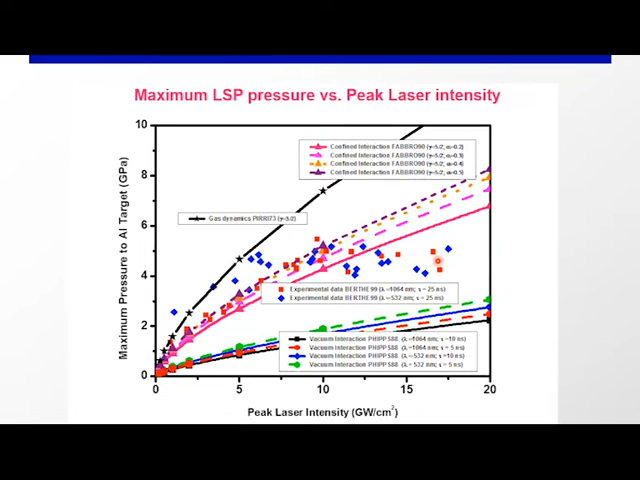 Maximum LSP pressure vs. Peak Laser intensity
Maximum Pressure to Al Target (GPa)
10
8
6
4
2
0
Confined Interaction FABBRO90 (γ=5/2; α=0.2)
Confined Interaction FABBRO90 (γ=5/2; α=0.3)
Confined Interaction FABBRO90 (γ=5/2; α=0.4)
Confined Interaction FABBRO90 (γ=5/2; α=0.5)
Gas dynamics PIRRI73 (γ=5.0)
Experimental data BERTHE 99 (λ=1064 nm; τ = 25 ns)
Experimental data BERTHE 99 (λ=532 nm; τ = 25 ns)
Vacuum Interaction PHIPPS88 (λ=1064 nm; τ=10 ns)
Vacuum Interaction PHIPPS88 (λ=1064 nm; τ = 5 ns)
Vacuum Interaction PHIPPS88 (λ=532 nm; τ=10 ns)
Vacuum Interaction PHIPPS88 (λ= 532 nm; τ= 5 ns)
0 5 10 15 20
Peak Laser Intensity (GW/cm²)